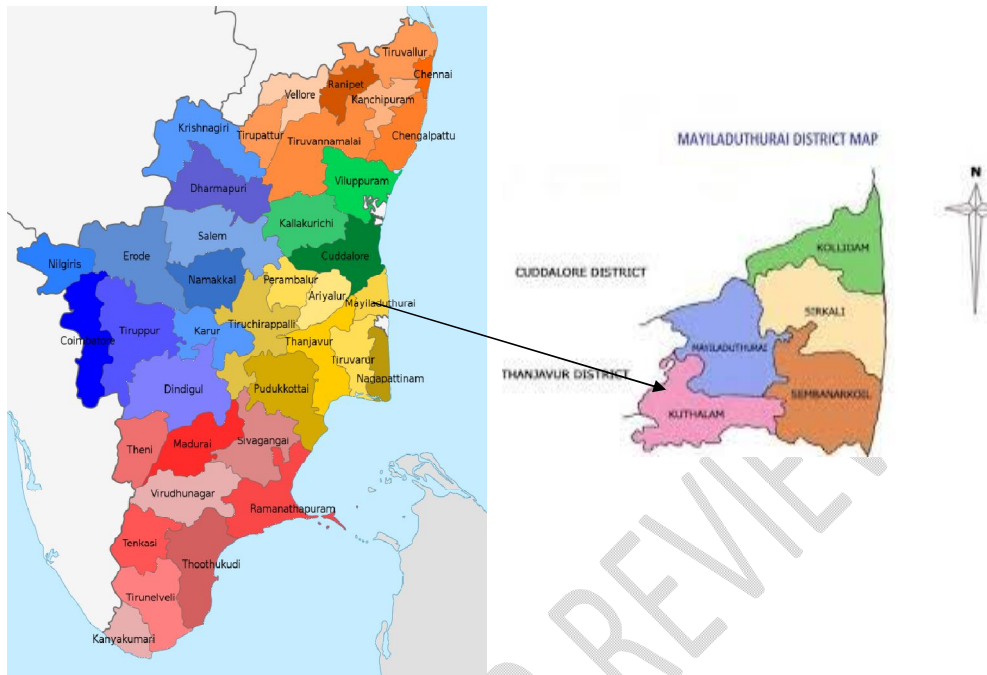 Tiruvallur
Chennai
Ranipet
Vellore
Kanchipuram
Krishnagiri
Tirupattur
Tiruvannamalai
Chengalpattu
Dharmapuri
Viluppuram
Kallakurichi
Salem
Erode
Cuddalore
Nilgiris
Namakkal
Perambalur
Ariyalur
Mayiladuthurai
Tiruppur
Karur
Tiruchirappalli
Coimbatore
Thanjavur
Tiruvarur
Nagapattinam
Dindigul
Pudukkottai
Theni
Madurai
Sivagangai
Virudhunagar
Ramanathapuram
Tenkasi
Thoothukudi
Tirunelveli
Kanyakumari
MAYILADUTHURAI DISTRICT MAP
N
KOLLIDAM
CUDDALORE DISTRICT
SIRKALI
MAYILADUTHURAI
THANJAVUR DISTRICT
SEMBANARKOIL
KUTHALAM
REVIEW